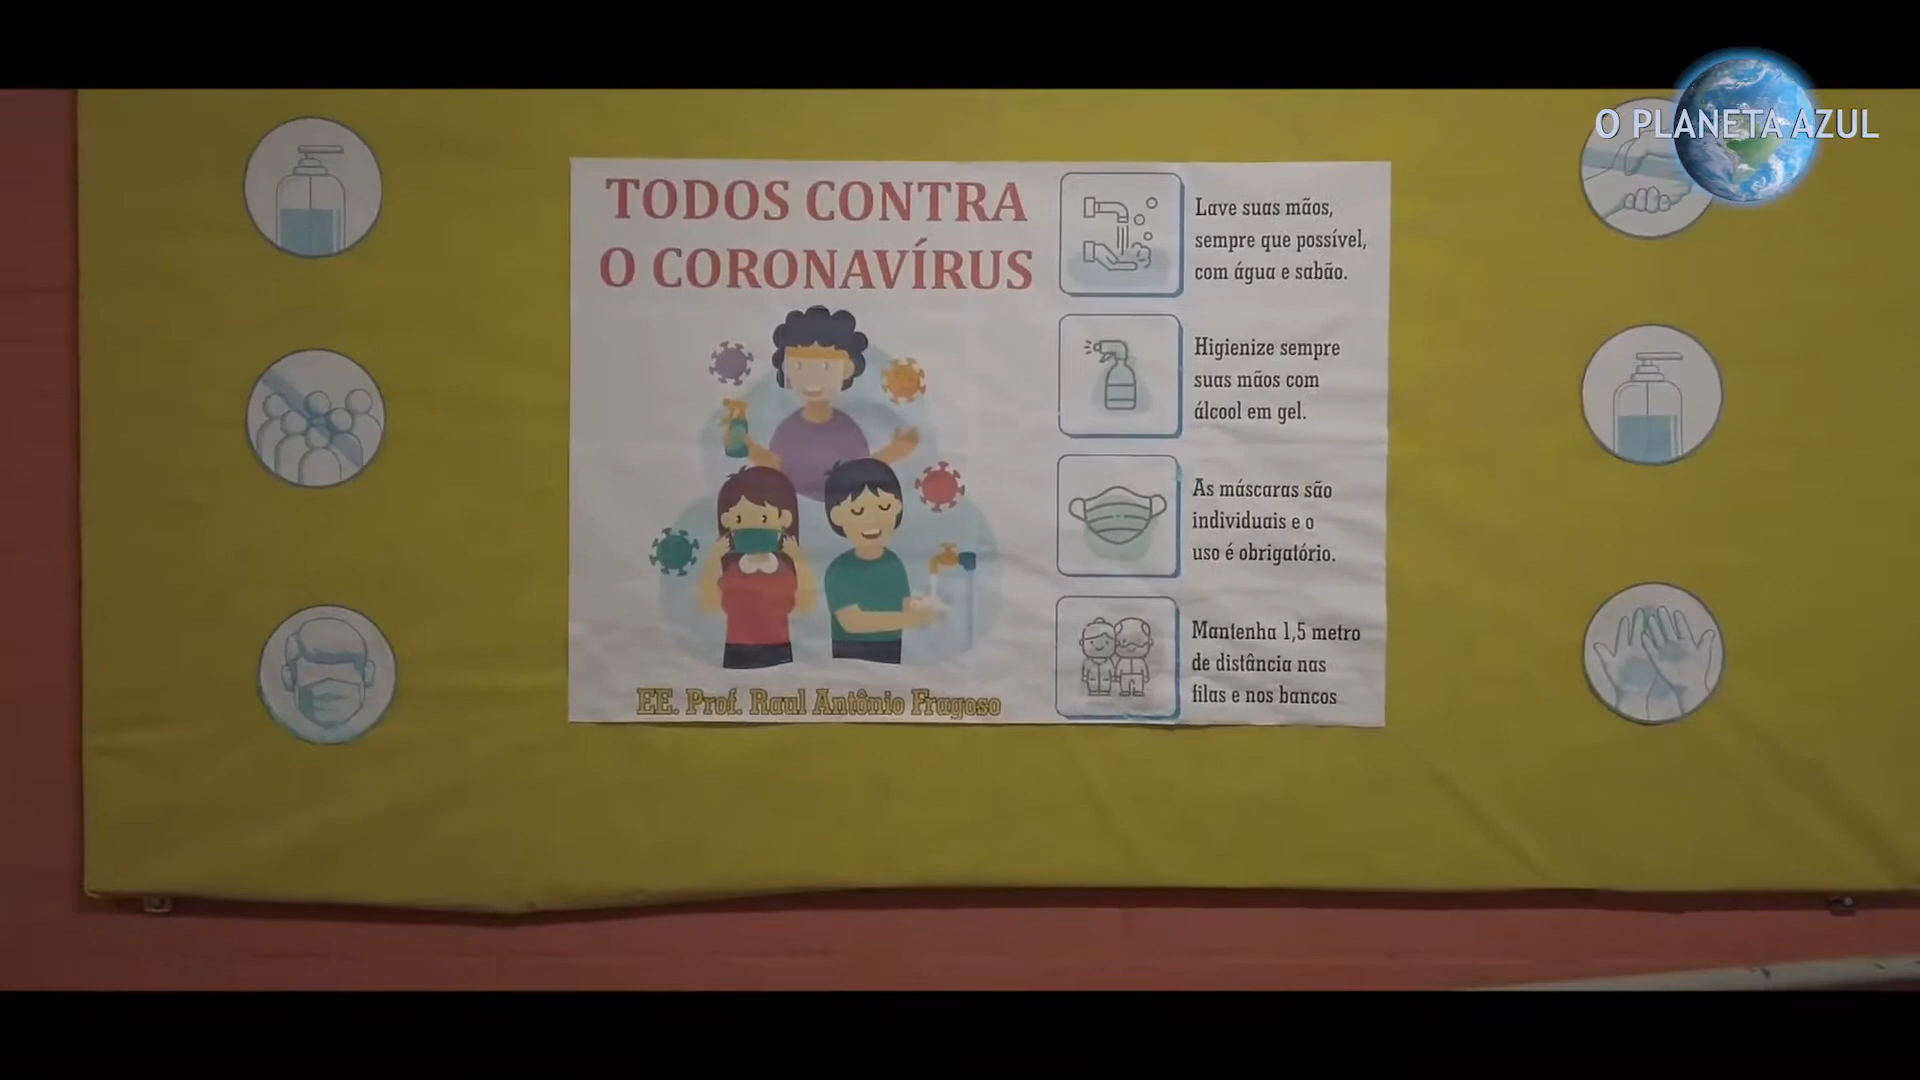 O PLANETA AZUL
TODOS CONTRA
O CORONAVÍRUS
EE. Prof. Raul Antônio Fragoso
Lave suas mãos,
sempre que possível,
com água e sabão.
Higienize sempre
suas mãos com
álcool em gel.
As máscaras são
individuais e o
uso é obrigatório.
Mantenha 1,5 metro
de distância nas
filas e nos bancos